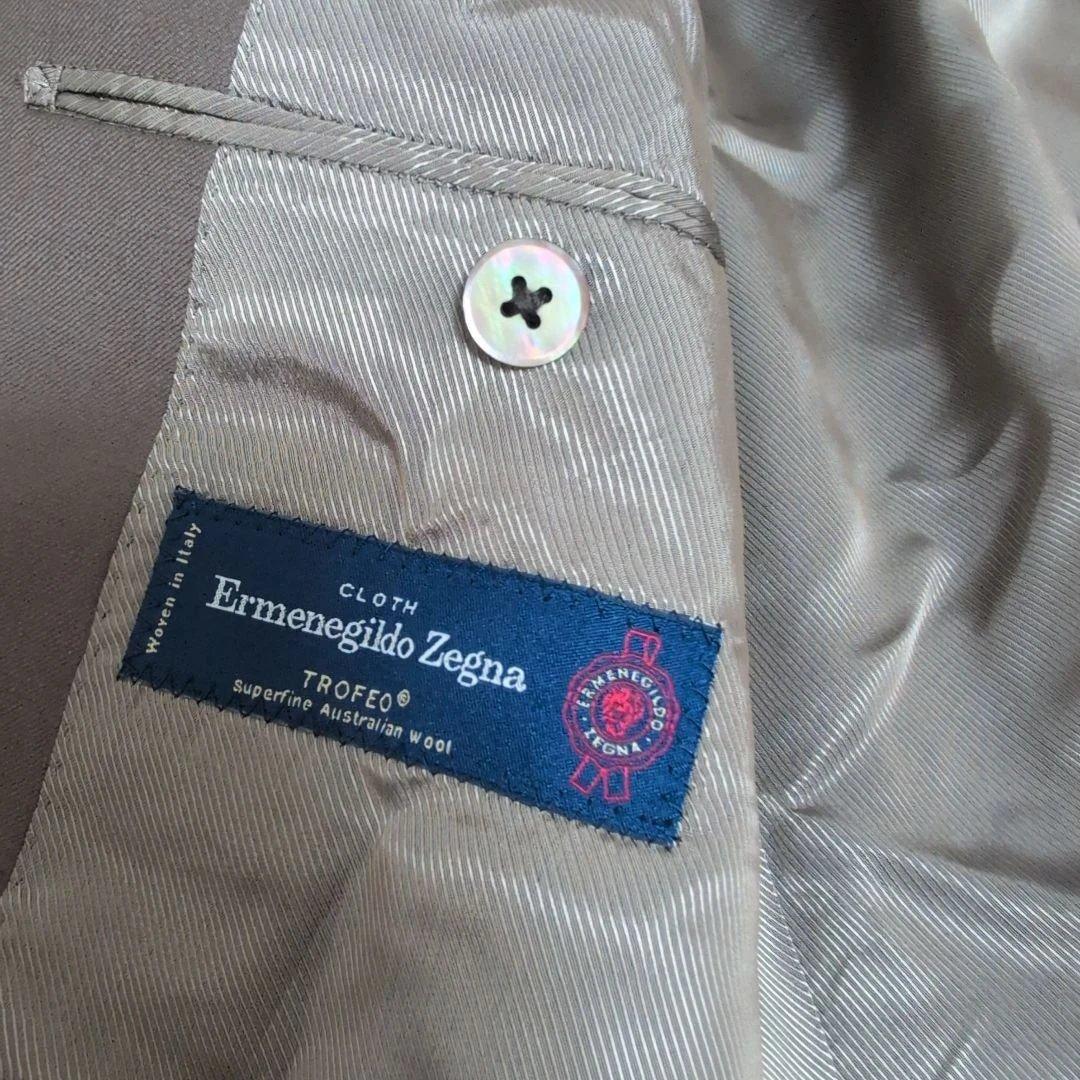 Woven in Italy
CLOTH
Ermenegildo Zegna
TROFEO®
Superfine Australian Wool
ERMENEGILDO
ZEGNA